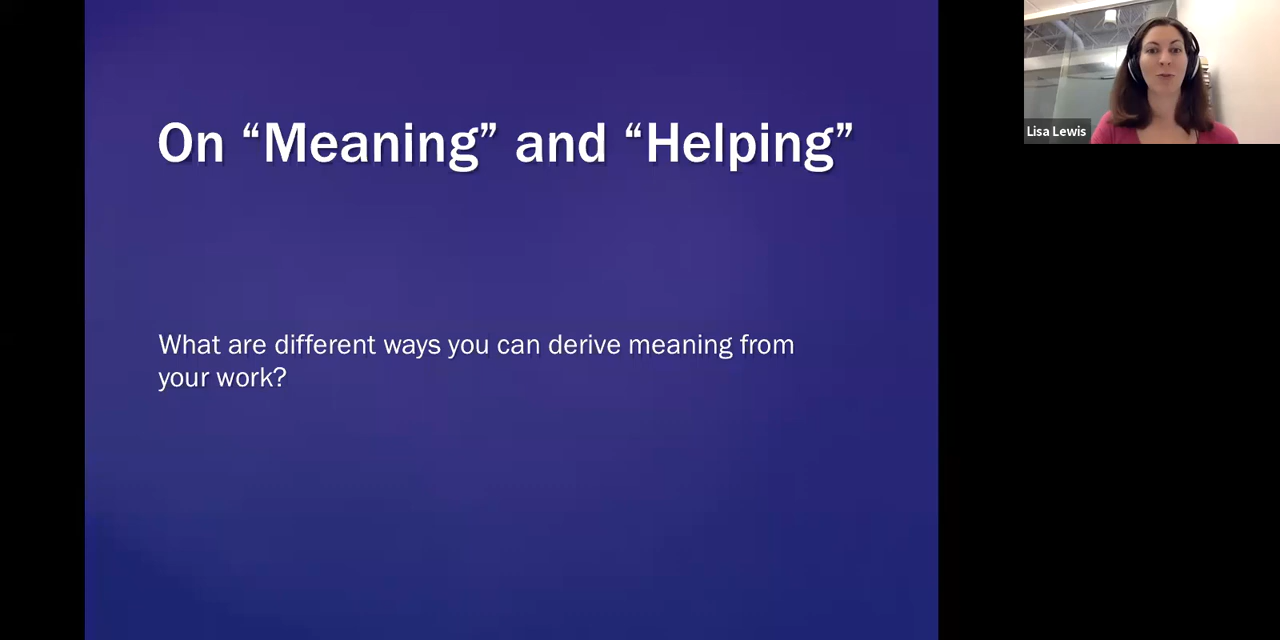 On “Meaning” and “Helping”
What are different ways you can derive meaning from
your work?
Lisa Lewis